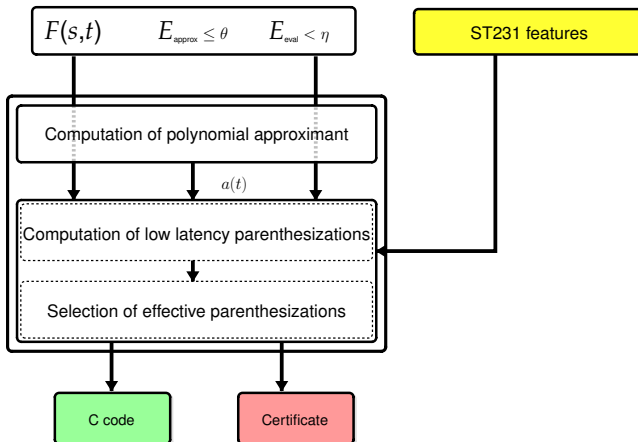 F(s,t) E_approx ≤ θ E_eval < η
ST231 features
Computation of polynomial approximant
a(t)
Computation of low latency parenthesizations
Selection of effective parenthesizations
C code
Certificate